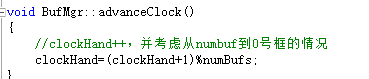 void BufMgr::advanceClock()
{
//clockHand++，并考虑从numbuf到0号框的情况
clockHand=(clockHand+1)%numBufs;
}